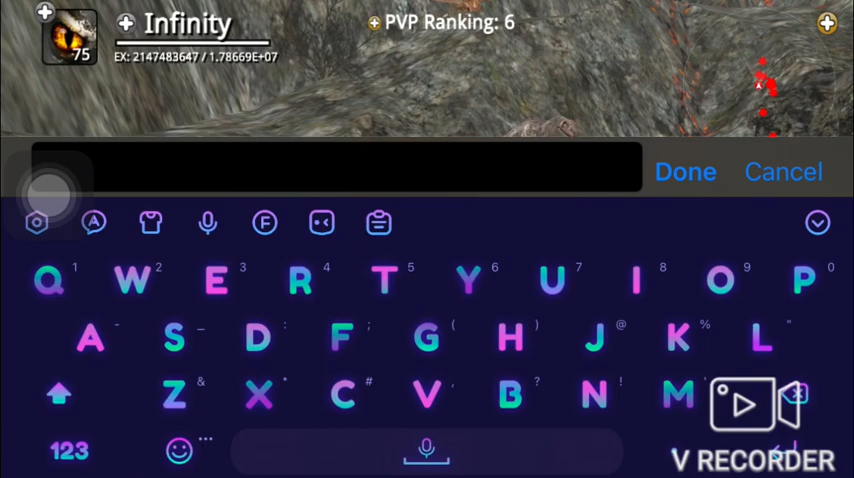 Infinity
PVP Ranking: 6
75
EX: 2147483647 / 1.78669E+07
Done Cancel
A F
Q 1 W 2 E 3 R 4 T 5 Y 6 U 7 I 8 O 9 P 0
A - S _ D : F ; G ( H ) J @ K % L "
Z & X * C # V , B ? N ! M
123
V RECORDER